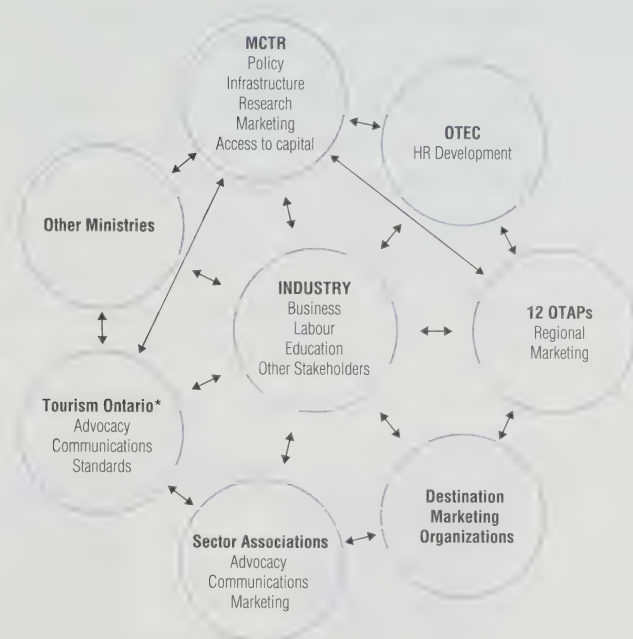 MCTR
Policy
Infrastructure
Research
Marketing
Access to capital
OTEC
HR Development
Other Ministries
INDUSTRY
Business
Labour
Education
Other Stakeholders
12 OTAPs
Regional
Marketing
Tourism Ontario*
Advocacy
Communications
Standards
Destination
Marketing
Organizations
Sector Associations
Advocacy
Communications
Marketing